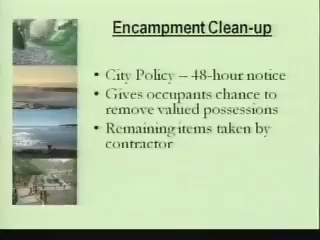 Encampment Clean-up
• City Policy – 48-hour notice
• Gives occupants chance to
remove valued possessions
• Remaining items taken by
contractor